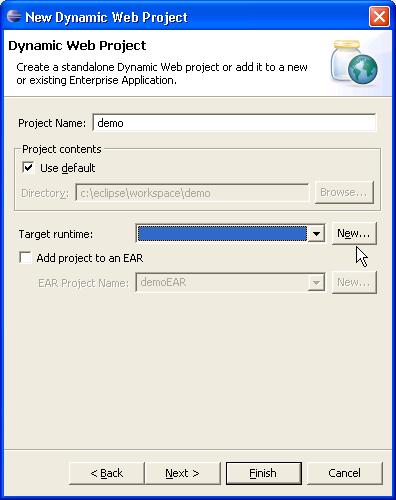 New Dynamic Web Project
Dynamic Web Project
Create a standalone Dynamic Web project or add it to a new
or existing Enterprise Application.
Project Name: demo
Project contents
Use default
Directory: c:\eclipse\workspace\demo Browse...
Target runtime: New...
Add project to an EAR
EAR Project Name: demoEAR New...
< Back Next > Finish Cancel